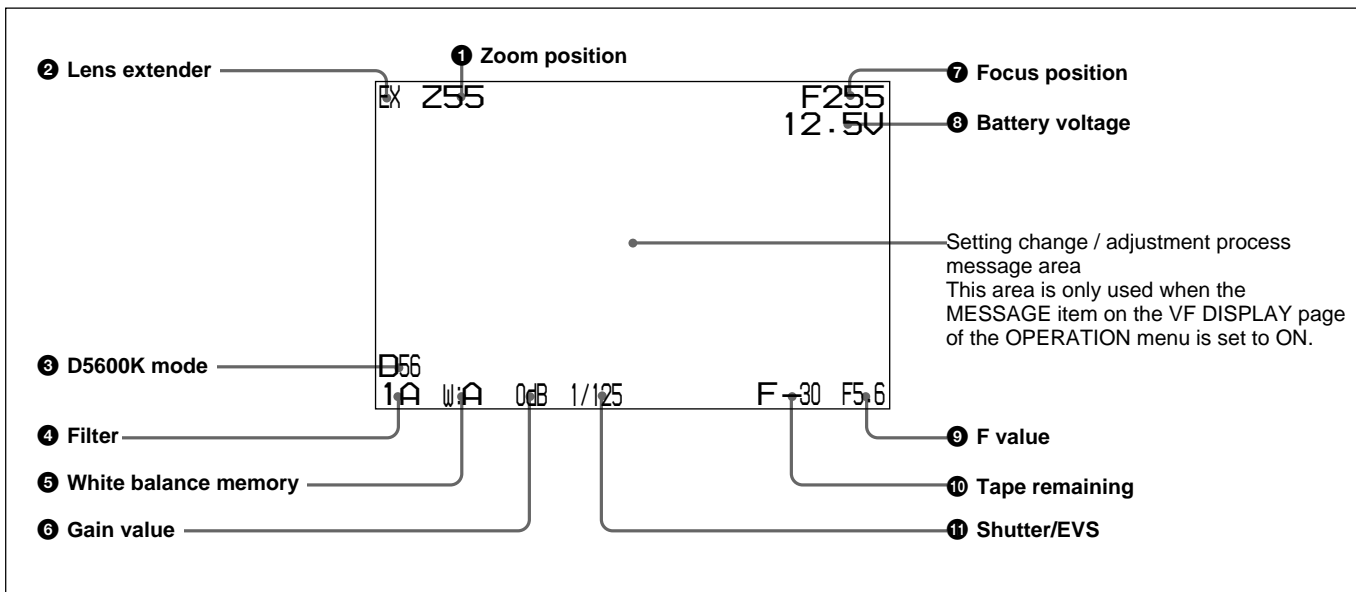 ❶ Zoom position
❷ Lens extender
❼ Focus position
EX Z55 F255
12.5V
❽ Battery voltage
Setting change / adjustment process
message area
This area is only used when the
MESSAGE item on the VF DISPLAY page
of the OPERATION menu is set to ON.
❸ D5600K mode
D56
1A W:A 0dB 1/125 F–30 F5.6
❹ Filter
❾ F value
❺ White balance memory
❿ Tape remaining
❻ Gain value
⓫ Shutter/EVS